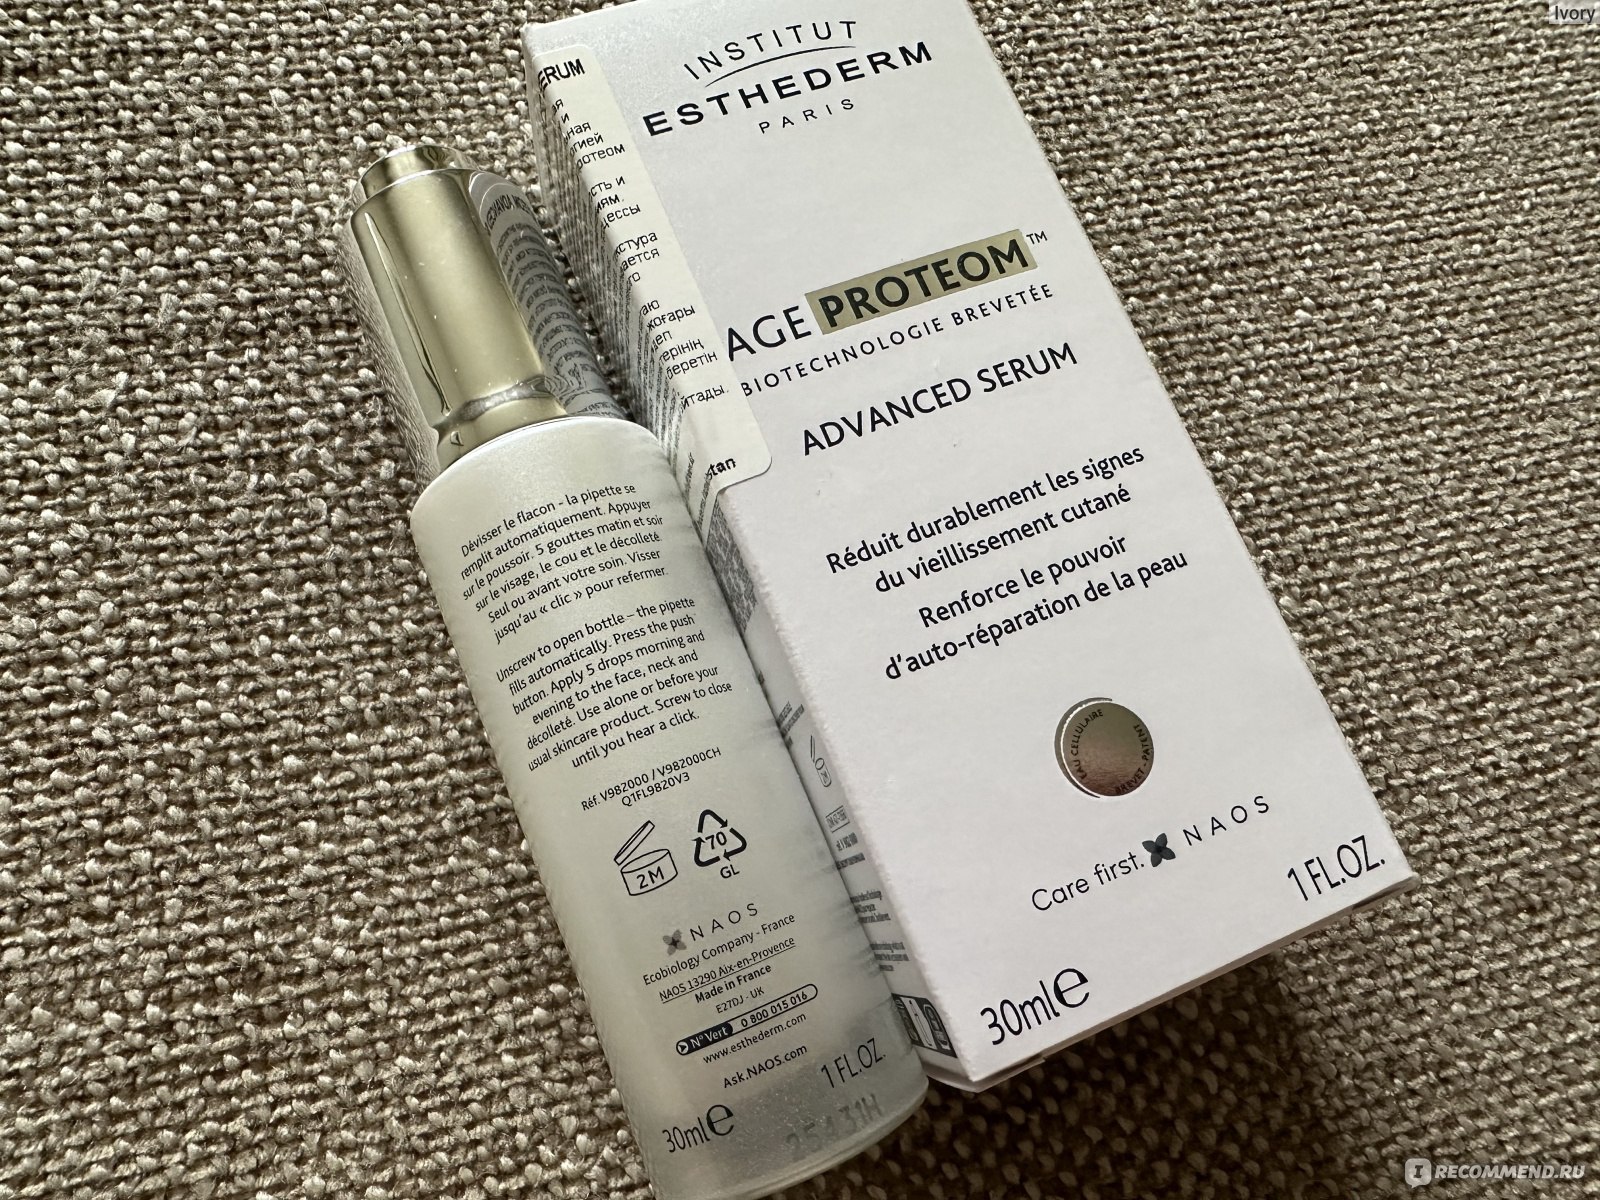 Ivory
INSTITUT
ESTHEDERM
PARIS
AGE PROTEOM™
BIOTECHNOLOGIE BREVETÉE
ADVANCED SERUM
Réduit durablement les signes
du vieillissement cutané
Renforce le pouvoir
d'auto-réparation de la peau
EAU CELLULAIRE
BREVET - PATENT
Care first. NAOS
1 FL.OZ.
30ml℮
Dévisser le flacon - la pipette se
remplit automatiquement. Appuyer
sur le poussoir. 5 gouttes matin et soir
sur le visage, le cou et le décolleté.
Seul ou avant votre soin. Visser
jusqu'au « clic » pour refermer.
Unscrew to open bottle – the pipette
fills automatically. Press the push
button. Apply 5 drops morning and
evening to the face, neck and
décolleté. Use alone or before your
usual skincare product. Screw to close
until you hear a click.
Réf. V982000 / V982000CH
Q1FL9820V3
2M
70
GL
NAOS
Ecobiology Company - France
NAOS 13290 Aix-en-Provence
Made in France
E27DJ - UK
N° Vert 0 800 015 016
www.esthederm.com
Ask.NAOS.com
1 FL.OZ.
30ml℮
IRECOMMEND.RU